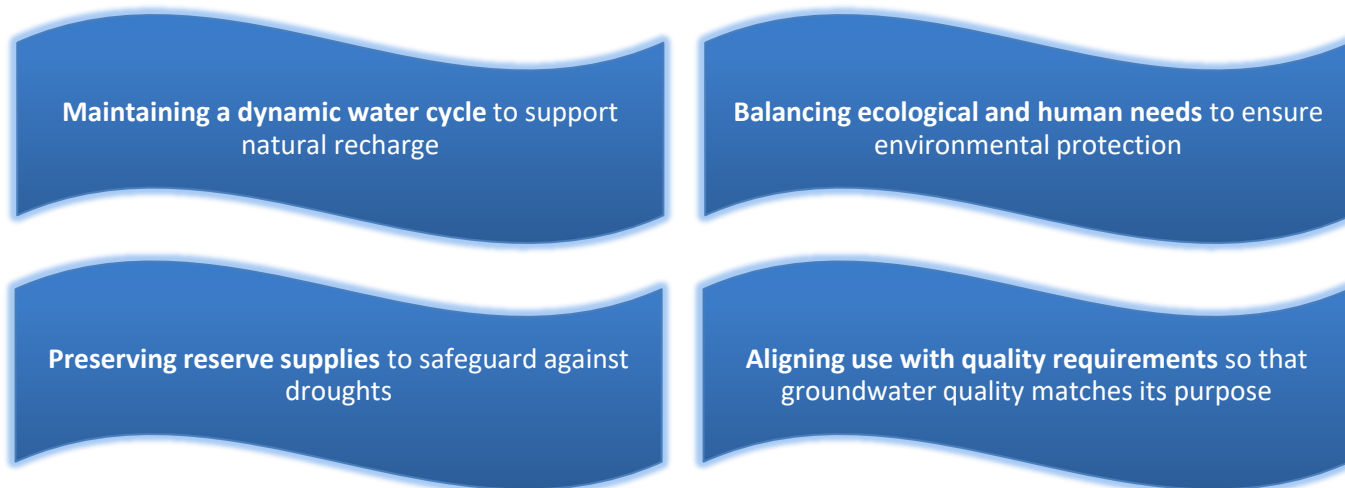 Maintaining a dynamic water cycle to support
natural recharge
Balancing ecological and human needs to ensure
environmental protection
Preserving reserve supplies to safeguard against
droughts
Aligning use with quality requirements so that
groundwater quality matches its purpose